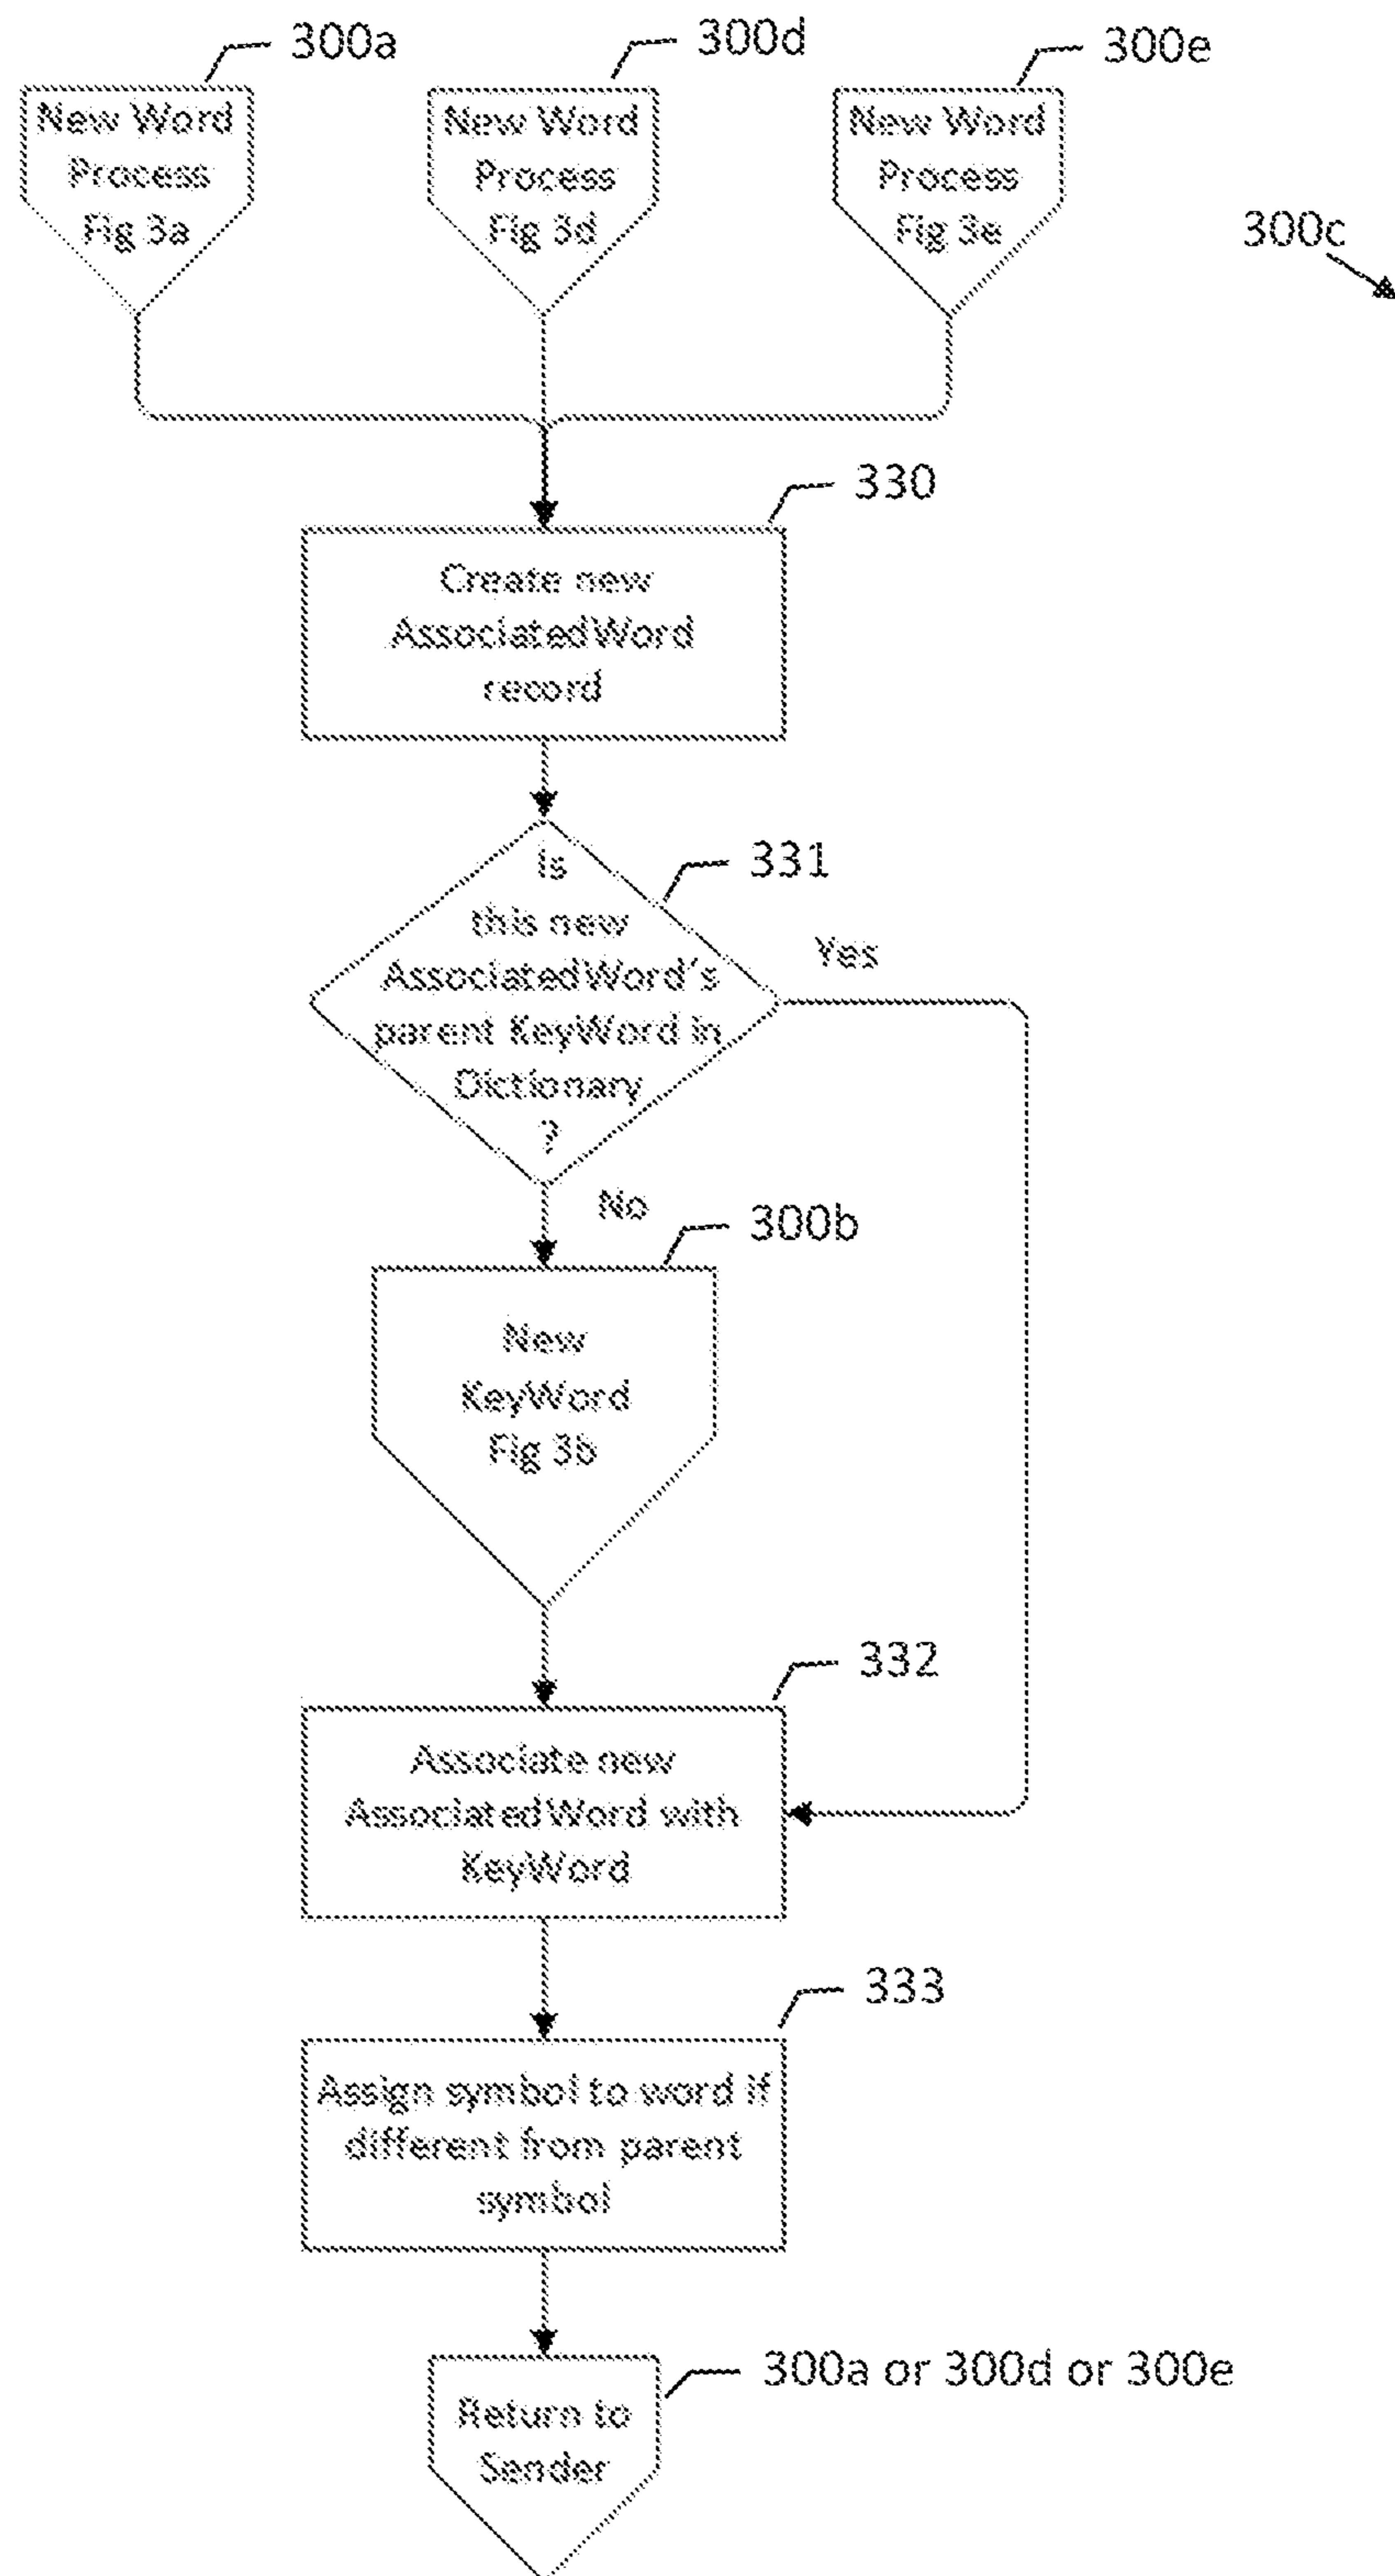 300a
300d
300e
New Word
Process
Fig 3a
New Word
Process
Fig 3d
New Word
Process
Fig 3e
300c
330
Create new
AssociatedWord
record
331
Is
this new
AssociatedWord's
parent KeyWord in
Dictionary
?
Yes
No
300b
New
KeyWord
Fig 3b
332
Associate new
AssociatedWord with
KeyWord
333
Assign symbol to word if
different from parent
symbol
300a or 300d or 300e
Return to
Sender